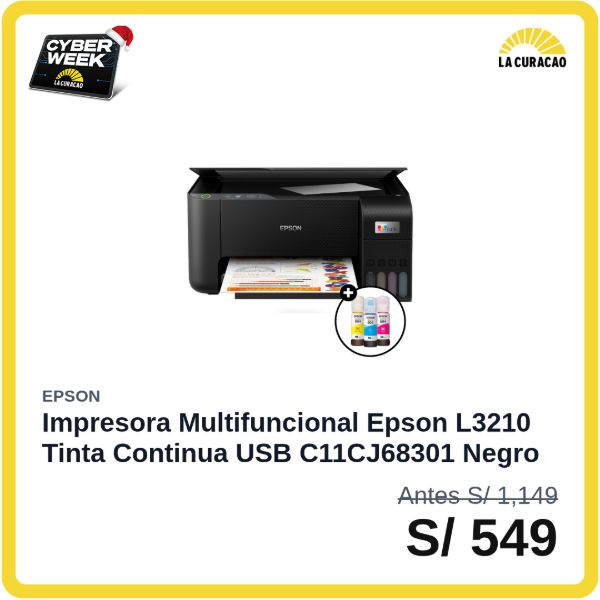 CYBER
WEEK
LA CURACAO
LA CURACAO
EPSON
EPSON
Impresora Multifuncional Epson L3210
Tinta Continua USB C11CJ68301 Negro
Antes S/ 1,149
S/ 549